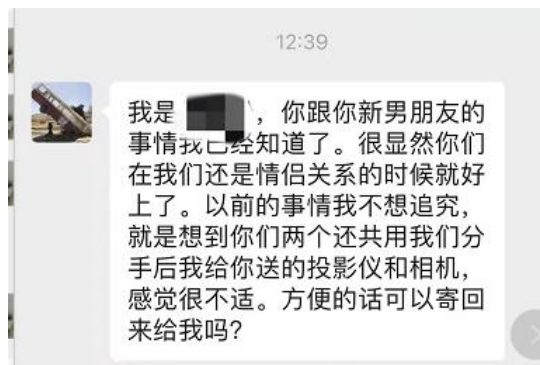 12:39
我是，你跟你新男朋友的
事情我已经知道了。很显然你们
在我们还是情侣关系的时候就好
上了。以前的事情我不想追究，
就是想到你们两个还共用我们分
手后我给你送的投影仪和相机，
感觉很不适。方便的话可以寄回
来给我吗？